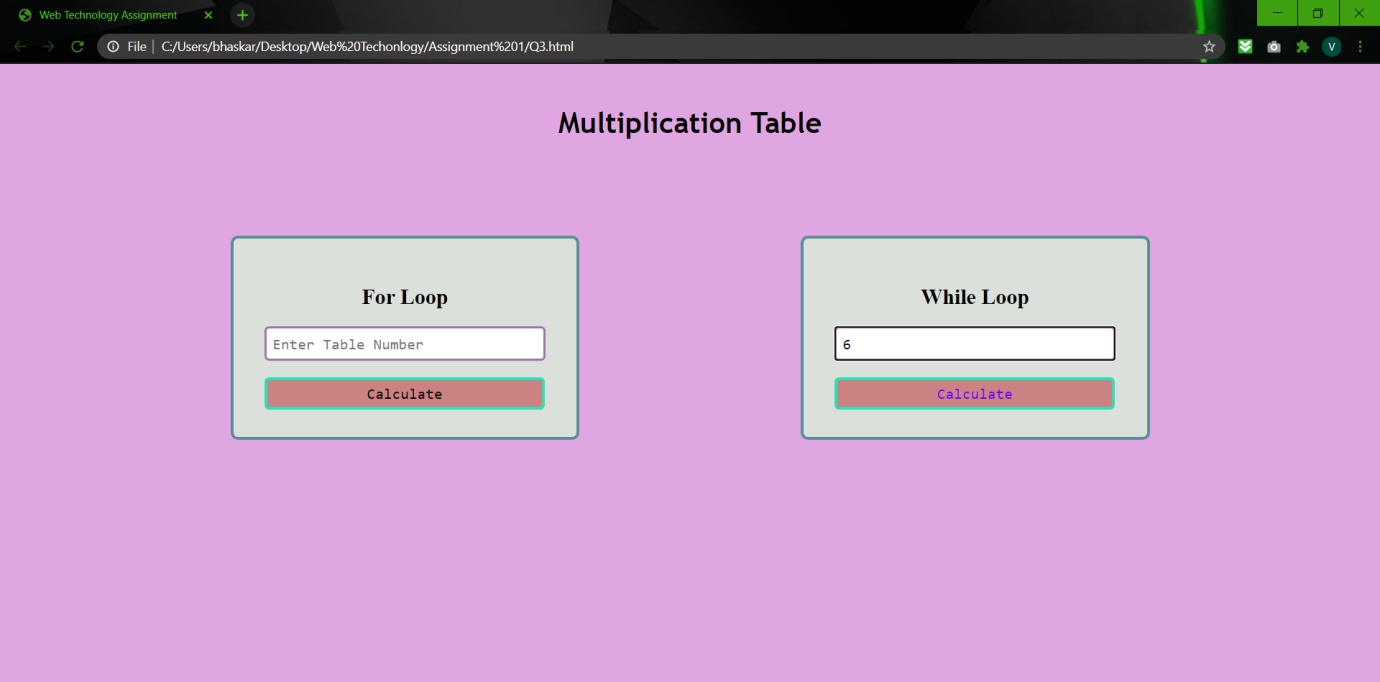 Web Technology Assignment
File | C:/Users/bhaskar/Desktop/Web%20Techonlogy/Assignment%201/Q3.html
V
Multiplication Table
For Loop
Enter Table Number
Calculate
While Loop
6
Calculate